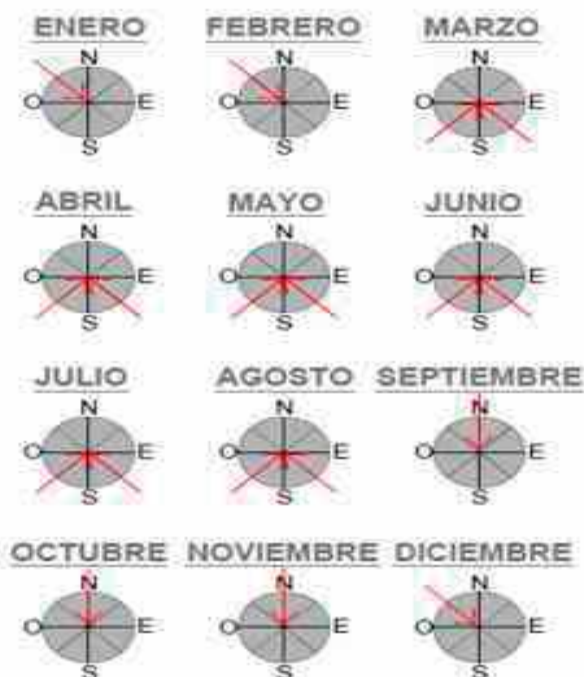 ENERO FEBRERO MARZO
N N N
O E O E O E
S S S
ABRIL MAYO JUNIO
N N N
O E O E O E
S S S
JULIO AGOSTO SEPTIEMBRE
N N N
O E O E O E
S S S
OCTUBRE NOVIEMBRE DICIEMBRE
N N N
O E O E O E
S S S